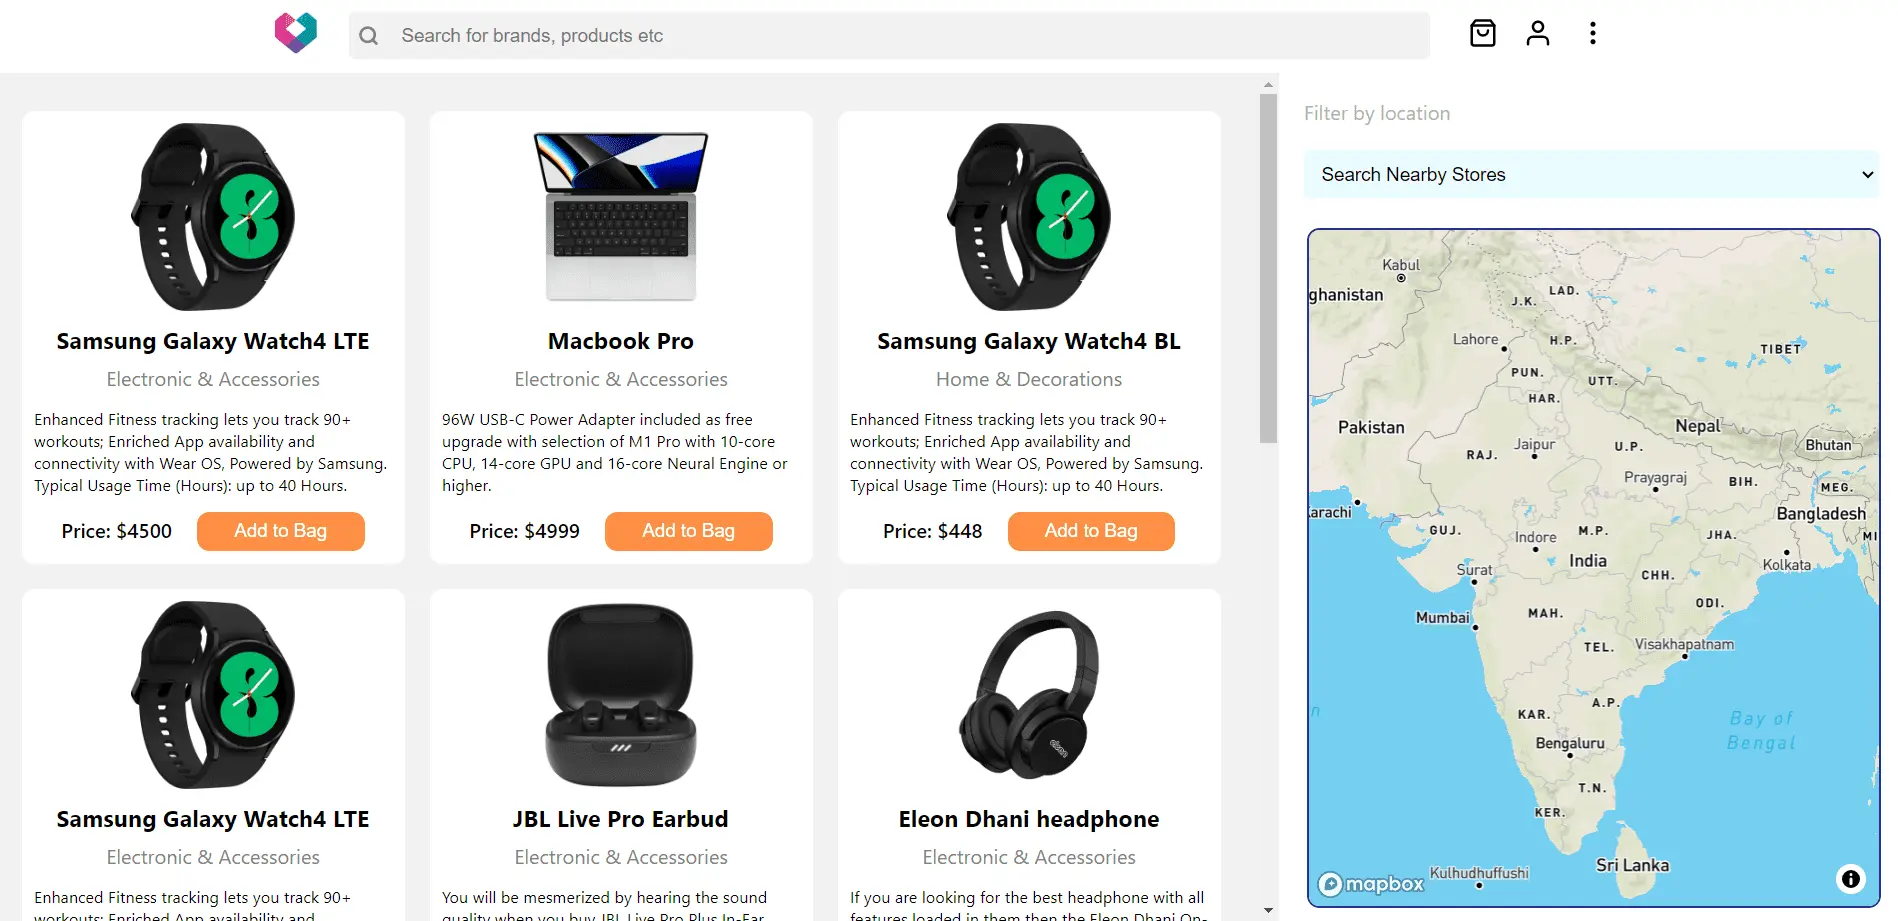 Search for brands, products etc
Samsung Galaxy Watch4 LTE
Electronic & Accessories
Enhanced Fitness tracking lets you track 90+
workouts; Enriched App availability and
connectivity with Wear OS, Powered by Samsung.
Typical Usage Time (Hours): up to 40 Hours.
Price: $4500
Add to Bag
Macbook Pro
Electronic & Accessories
96W USB-C Power Adapter included as free
upgrade with selection of M1 Pro with 10-core
CPU, 14-core GPU and 16-core Neural Engine or
higher.
Price: $4999
Add to Bag
Samsung Galaxy Watch4 BL
Home & Decorations
Enhanced Fitness tracking lets you track 90+
workouts; Enriched App availability and
connectivity with Wear OS, Powered by Samsung.
Typical Usage Time (Hours): up to 40 Hours.
Price: $448
Add to Bag
Samsung Galaxy Watch4 LTE
Electronic & Accessories
Enhanced Fitness tracking lets you track 90+
workouts; Enriched App availability and
JBL Live Pro Earbud
Electronic & Accessories
You will be mesmerized by hearing the sound
quality when you buy JBL Live Pro Plus In-Ear
eleon
Eleon Dhani headphone
Electronic & Accessories
If you are looking for the best headphone with all
features loaded in them then the Eleon Dhani On-
Filter by location
Search Nearby Stores
Kabul
ghanistan
LAD.
J.K.
Lahore
H.P.
TIBET
PUN.
UTT.
HAR.
Pakistan
Nepal
Jaipur
U.P.
Bhutan
RAJ.
Prayagraj
BIH.
MEG.
arachi
Bangladesh
GUJ.
Indore
M.P.
JHA.
MI
India
Kolkata
Surat
CHH.
ODI.
Mumbai
MAH.
TEL.
Visakhapatnam
A.P.
n
KAR.
Bay of
Bengal
Bengaluru
T.N.
KER.
Sri Lanka
Kulhudhuffushi
mapbox